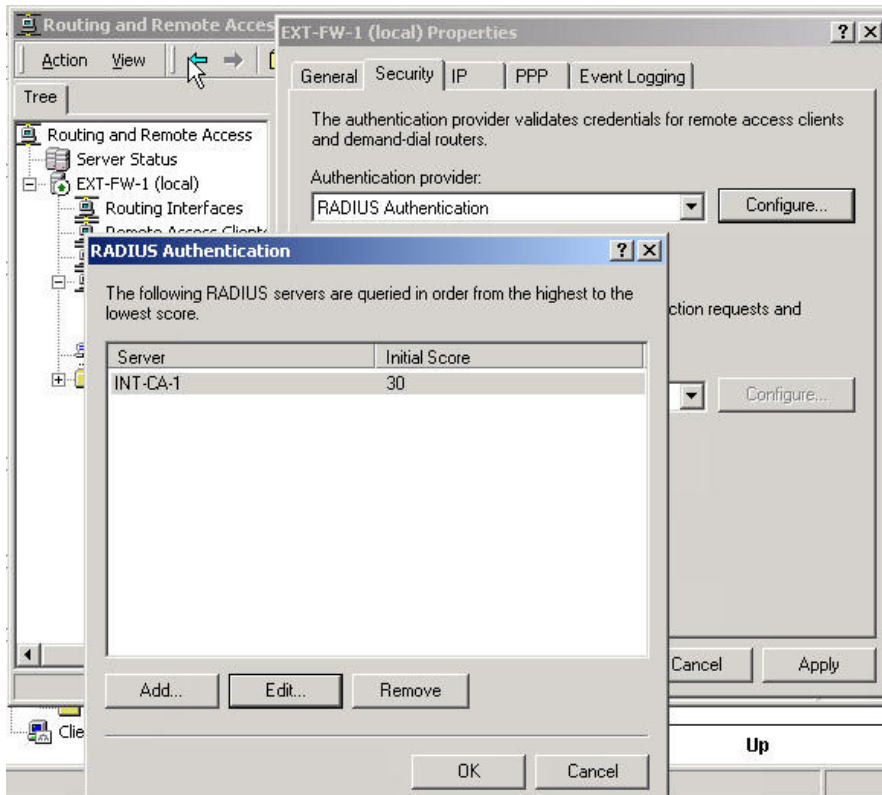 Routing and Remote Acces
Action View
Tree
Routing and Remote Access
Server Status
EXT-FW-1 (local)
Routing Interfaces
Remote Access Clients
EXT-FW-1 (local) Properties
General Security IP PPP Event Logging
The authentication provider validates credentials for remote access clients
and demand-dial routers.
Authentication provider:
RADIUS Authentication Configure...
ction requests and
Configure...
Cancel Apply
RADIUS Authentication
The following RADIUS servers are queried in order from the highest to the
lowest score.
Server Initial Score
INT-CA-1 30
Add... Edit... Remove
OK Cancel
Clie
Up